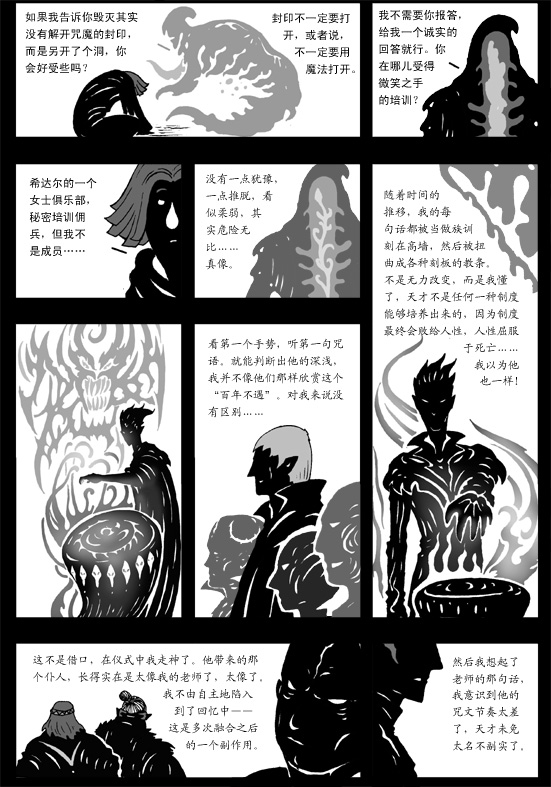 如果我告诉你毁灭其实
没有解开咒魔的封印,
而是另开了个洞，你
会好受些吗？
封印不一定要打
开，或者说，
不一定要用
魔法打开。
我不需要你报答，
给我一个诚实的
回答就行。你
在哪儿受得
微笑之手
的培训？
希达尔的一个
女士俱乐部，
秘密培训佣
兵，但我不
是成员……
没有一点犹豫，
一点推脱，看
似柔弱，其
实危险无
比……
真像。
随着时间的
推移，我的每
句话都被当做族训
刻在高墙，然后被扭
曲成各种刻板的教条。
不是无力改变，而是我懂
了，天才不是任何一种制度
能够培养出来的，因为制度
最终会败给人性，人性屈服
于死亡……
我以为他
也一样！
看第一个手势，听第一句咒
语。就能判断出他的深浅，
我并不像他们那样欣赏这个
“百年不遇”。对我来说没
有区别……
这不是借口，在仪式中我走神了。他带来的那
个仆人，长得实在是太像我的老师了，太像了。
我不由自主地陷入
到了回忆中——
这是多次融合之后
的一个副作用。
然后我想起了
老师的那句话，
我意识到他的
咒文节奏太差
了，天才未免
太名不副实了。